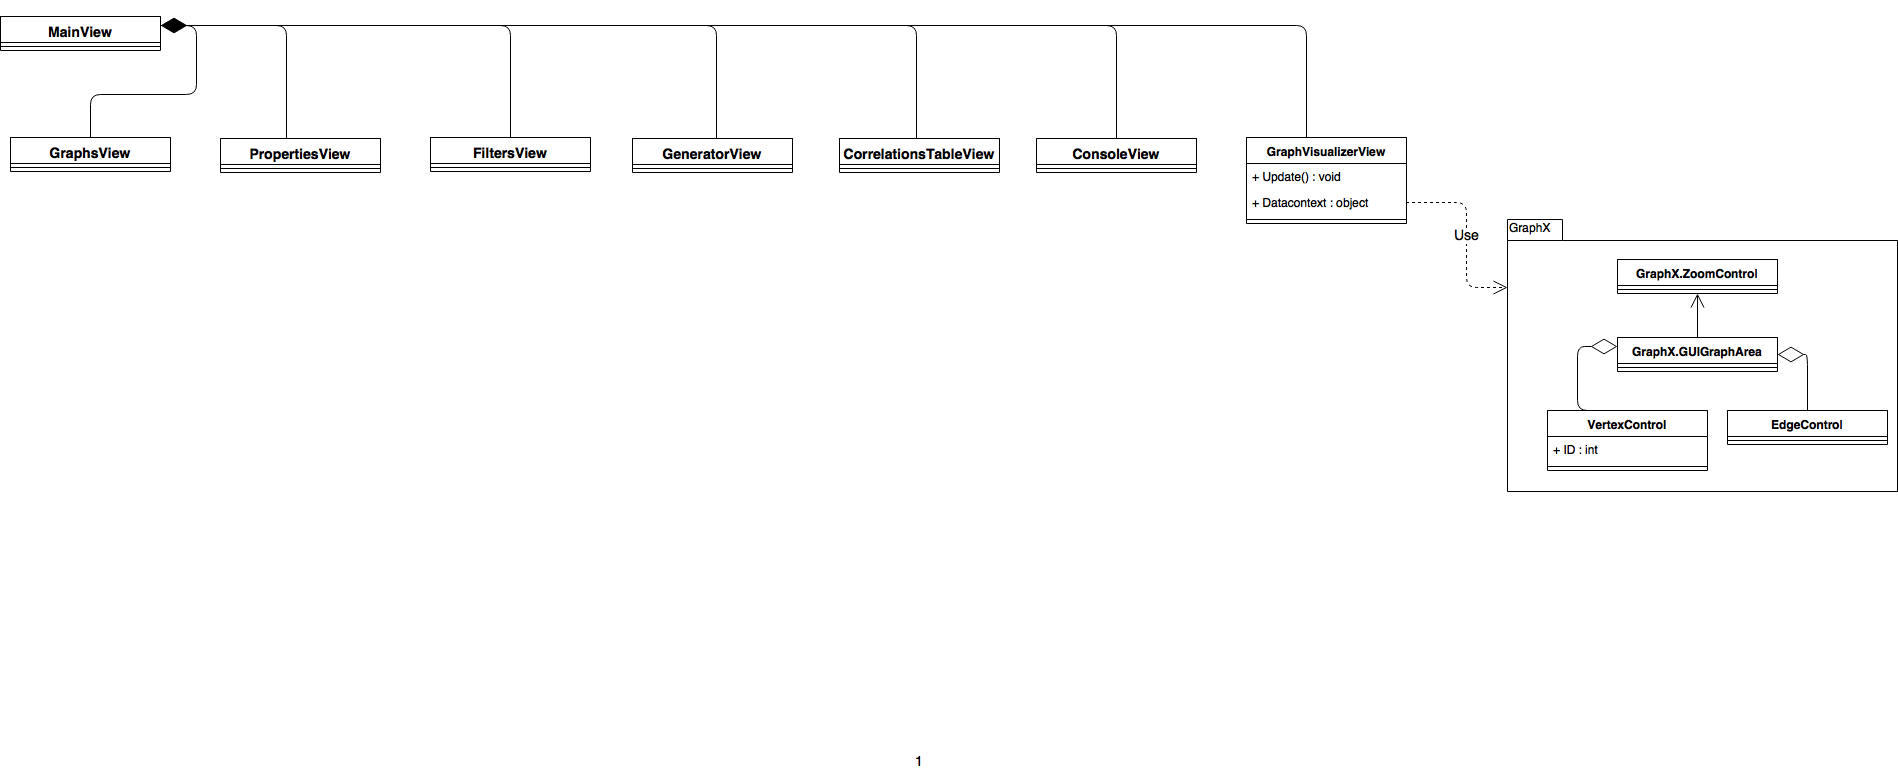 MainView
GraphsView
PropertiesView
FiltersView
GeneratorView
CorrelationsTableView
ConsoleView
GraphVisualizerView
+ Update() : void
+ Datacontext : object
Use
GraphX
GraphX.ZoomControl
GraphX.GUIGraphArea
VertexControl
+ ID : int
EdgeControl
1